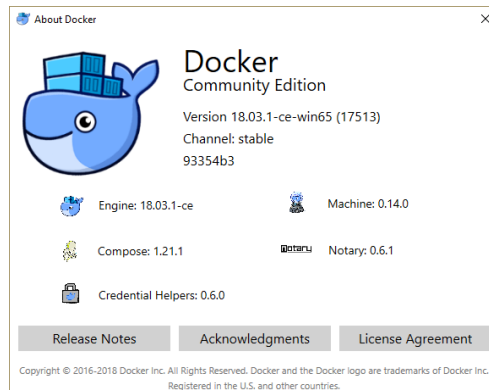 About Docker
Docker
Community Edition
Version 18.03.1-ce-win65 (17513)
Channel: stable
93354b3
Engine: 18.03.1-ce
Machine: 0.14.0
Compose: 1.21.1
notary
Notary: 0.6.1
Credential Helpers: 0.6.0
Release Notes
Acknowledgments
License Agreement
Copyright © 2016-2018 Docker Inc. All Rights Reserved. Docker and the Docker logo are trademarks of Docker Inc.
Registered in the U.S. and other countries.